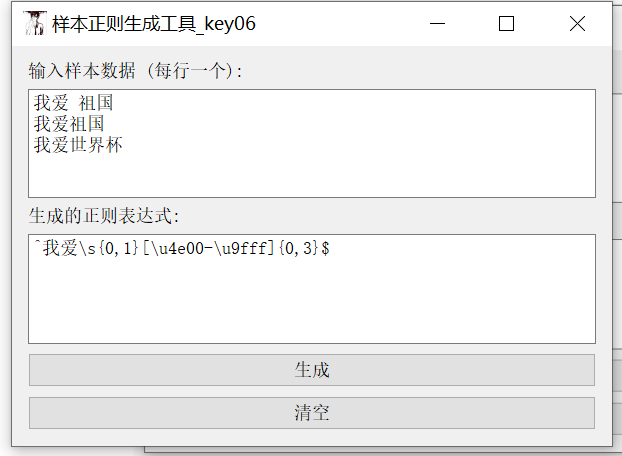 样本正则生成工具_key06
输入样本数据 (每行一个):
我爱 祖国
我爱祖国
我爱世界杯
生成的正则表达式:
^我爱\s{0,1}[\u4e00-\u9fff]{0,3}$
生成
清空